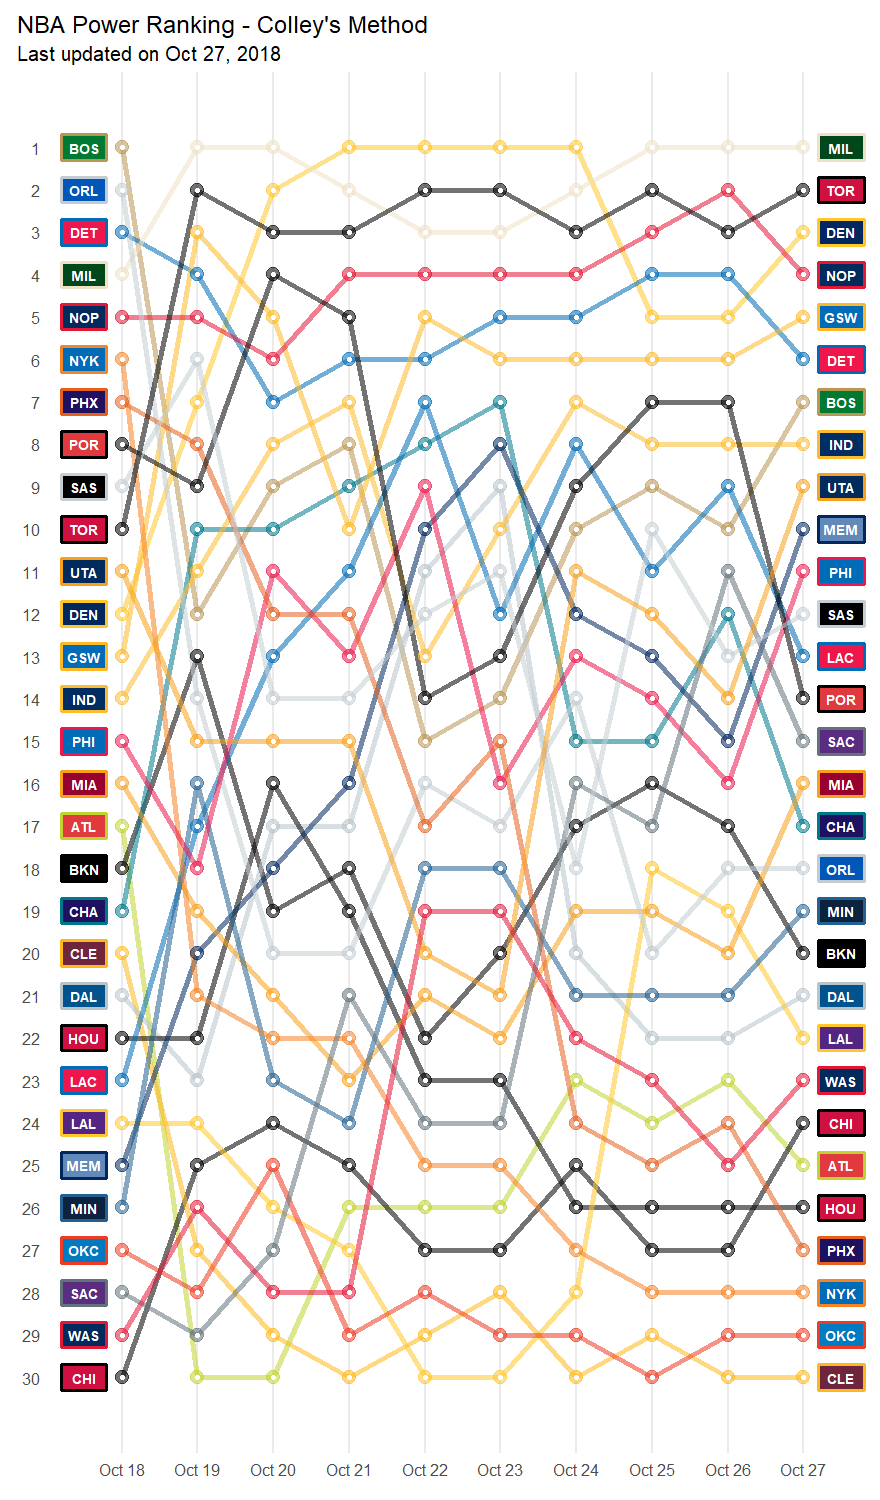 NBA Power Ranking - Colley's Method
Last updated on Oct 27, 2018
1 BOS MIL
2 ORL TOR
3 DET DEN
4 MIL NOP
5 NOP GSW
6 NYK DET
7 PHX BOS
8 POR IND
9 SAS UTA
10 TOR MEM
11 UTA PHI
12 DEN SAS
13 GSW LAC
14 IND POR
15 PHI SAC
16 MIA MIA
17 ATL CHA
18 BKN ORL
19 CHA MIN
20 CLE BKN
21 DAL DAL
22 HOU LAL
23 LAC WAS
24 LAL CHI
25 MEM ATL
26 MIN HOU
27 OKC PHX
28 SAC NYK
29 WAS OKC
30 CHI CLE
Oct 18 Oct 19 Oct 20 Oct 21 Oct 22 Oct 23 Oct 24 Oct 25 Oct 26 Oct 27